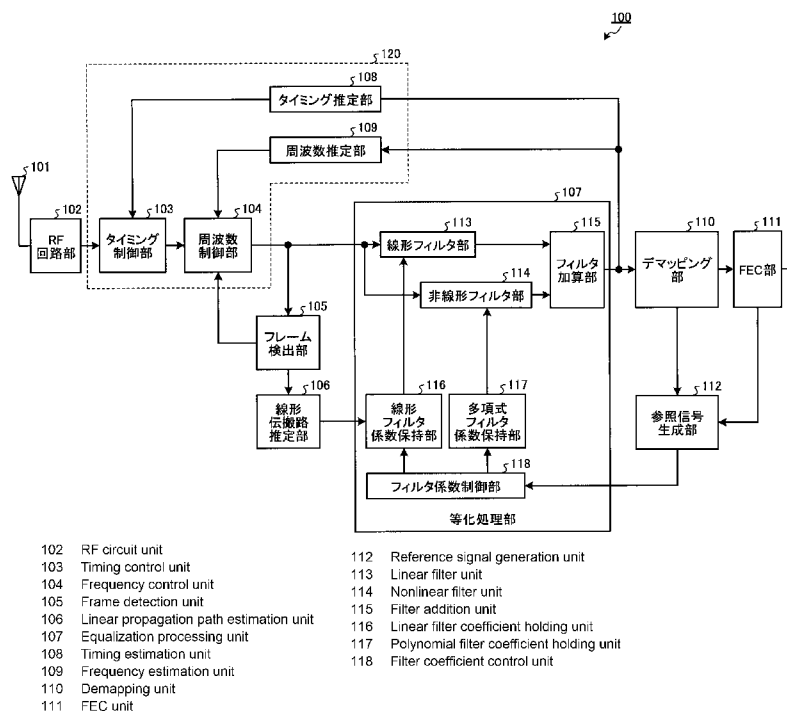 100
120
108
タイミング推定部
109
周波数推定部
101
102
RF
回路部
103
タイミング
制御部
104
周波数
制御部
107
113
線形フィルタ部
114
非線形フィルタ部
115
フィルタ
加算部
110
デマッピング
部
111
FEC部
105
フレーム
検出部
106
線形
伝搬路
推定部
116
線形
フィルタ
係数保持部
117
多項式
フィルタ
係数保持部
112
参照信号
生成部
118
フィルタ係数制御部
等化処理部
102 RF circuit unit
103 Timing control unit
104 Frequency control unit
105 Frame detection unit
106 Linear propagation path estimation unit
107 Equalization processing unit
108 Timing estimation unit
109 Frequency estimation unit
110 Demapping unit
111 FEC unit
112 Reference signal generation unit
113 Linear filter unit
114 Nonlinear filter unit
115 Filter addition unit
116 Linear filter coefficient holding unit
117 Polynomial filter coefficient holding unit
118 Filter coefficient control unit